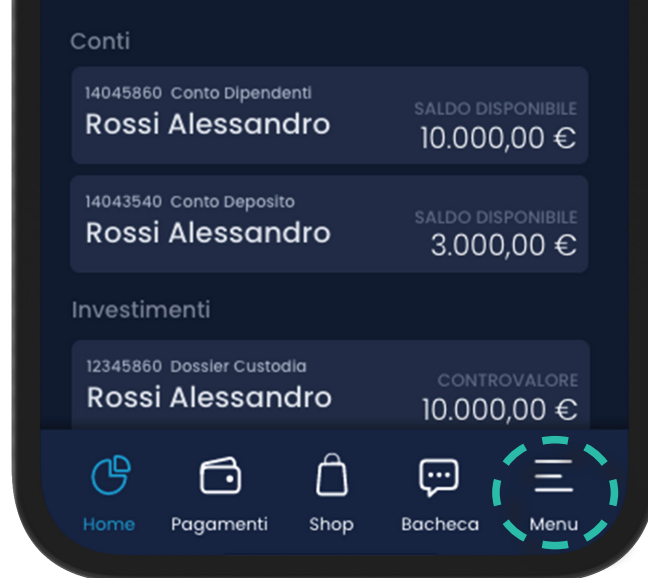 Conti
14045860 Conto Dipendenti
Rossi Alessandro
SALDO DISPONIBILE
10.000,00 €
14043540 Conto Deposito
Rossi Alessandro
SALDO DISPONIBILE
3.000,00 €
Investimenti
12345860 Dossier Custodia
Rossi Alessandro
CONTROVALORE
10.000,00 €
Home Pagamenti Shop Bacheca Menu